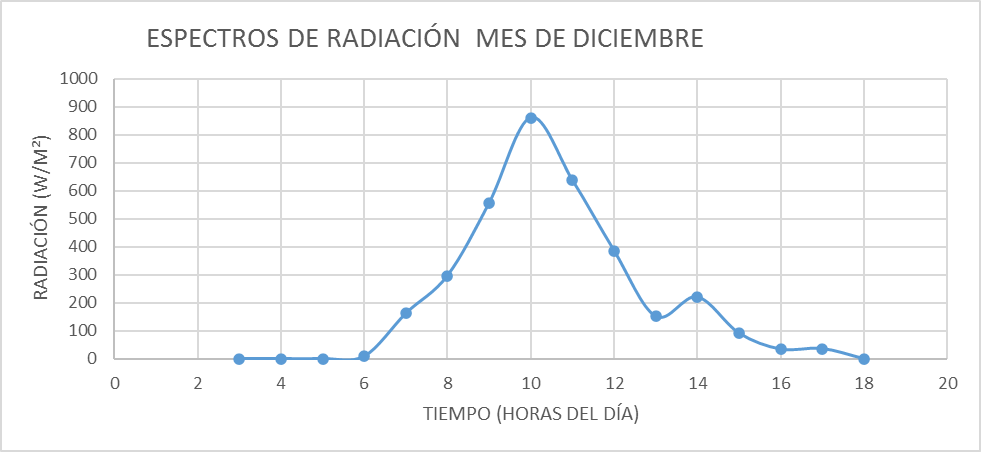 ESPECTROS DE RADIACIÓN  MES DE DICIEMBRE
1000
900
800
700
600
500
400
300
200
100
0
RADIACIÓN (W/M²)
0 2 4 6 8 10 12 14 16 18 20
TIEMPO (HORAS DEL DÍA)